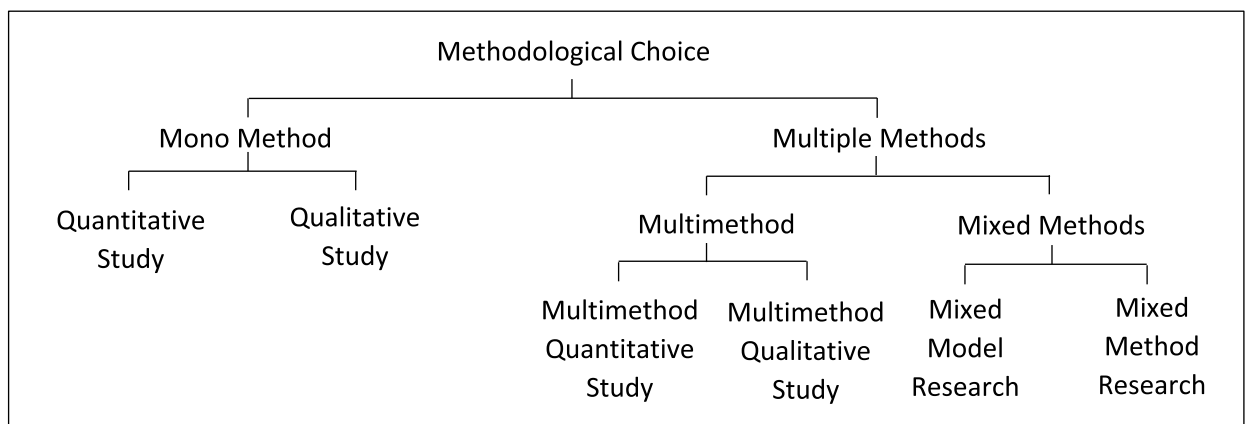 Methodological Choice
Mono Method
Multiple Methods
Quantitative
Study
Qualitative
Study
Multimethod
Mixed Methods
Multimethod
Quantitative
Study
Multimethod
Qualitative
Study
Mixed
Model
Research
Mixed
Method
Research